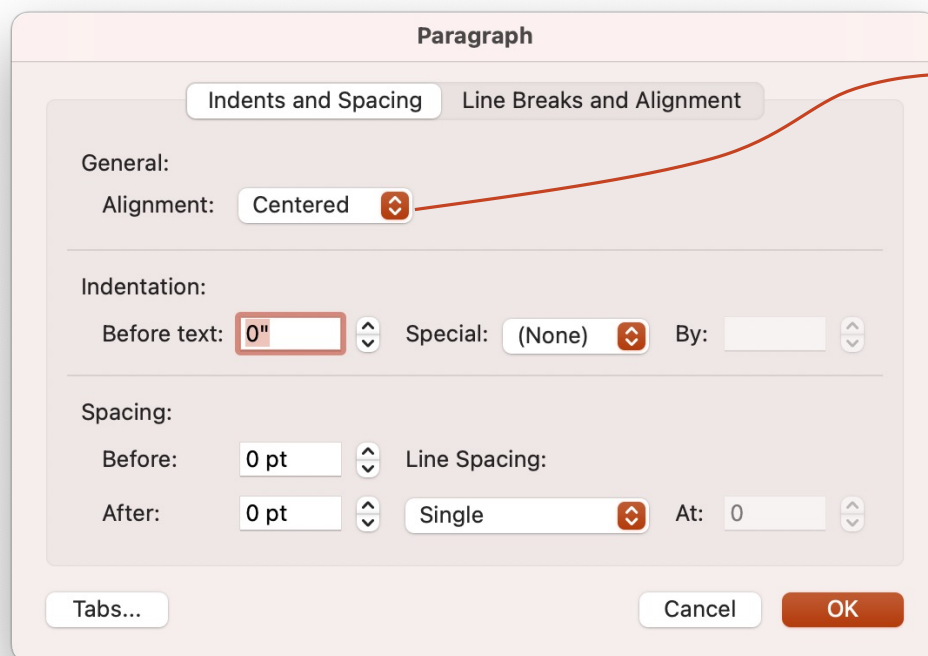 Paragraph
Indents and Spacing Line Breaks and Alignment
General:
Alignment: Centered
Indentation:
Before text: 0" Special: (None) By:
Spacing:
Before: 0 pt Line Spacing:
After: 0 pt Single At: 0
Tabs... Cancel OK